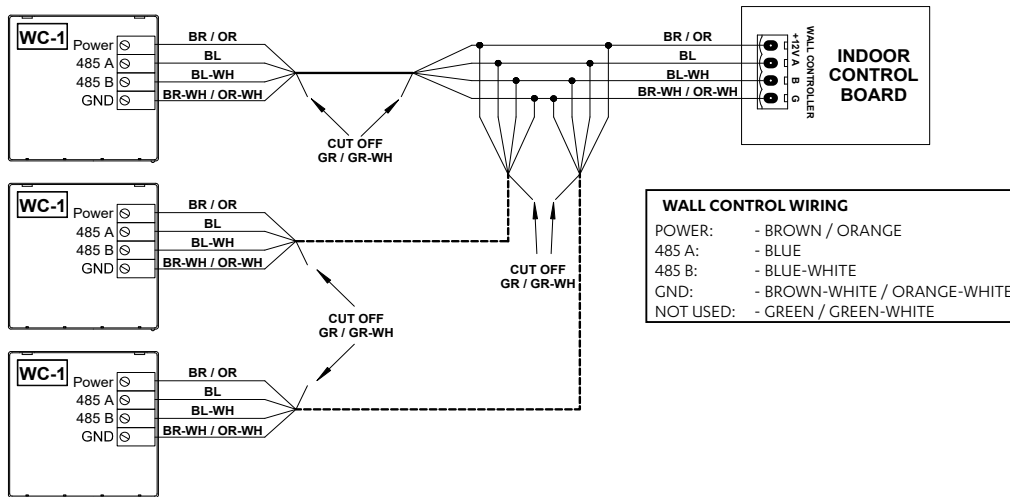 WC-1
Power
485 A
485 B
GND
BR / OR
BL
BL-WH
BR-WH / OR-WH
CUT OFF
GR / GR-WH
BR / OR
BL
BL-WH
BR-WH / OR-WH
+12V A B G
WALL CONTROLLER
INDOOR
CONTROL
BOARD
WC-1
Power
485 A
485 B
GND
BR / OR
BL
BL-WH
BR-WH / OR-WH
CUT OFF
GR / GR-WH
CUT OFF
GR / GR-WH
WC-1
Power
485 A
485 B
GND
BR / OR
BL
BL-WH
BR-WH / OR-WH
WALL CONTROL WIRING
POWER: - BROWN / ORANGE
485 A: - BLUE
485 B: - BLUE-WHITE
GND: - BROWN-WHITE / ORANGE-WHITE
NOT USED: - GREEN / GREEN-WHITE